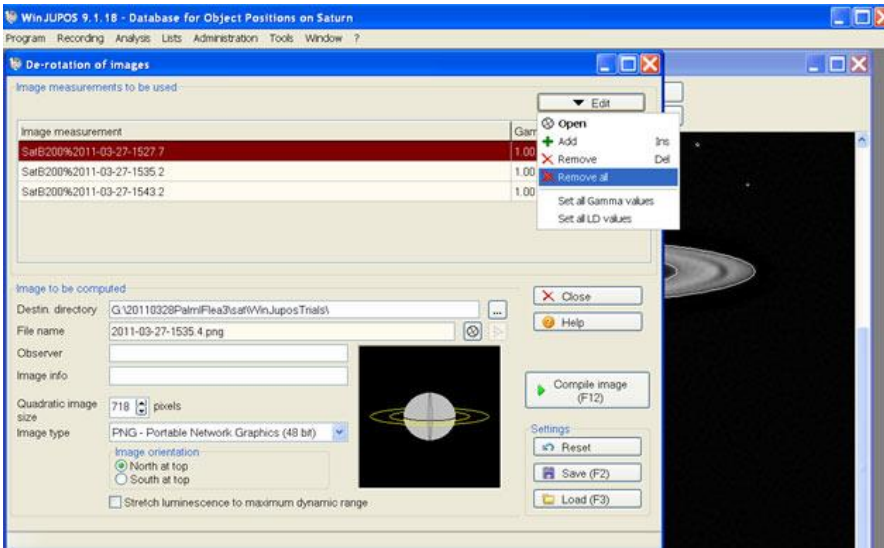 WinJUPOS 9.1.18 - Database for Object Positions on Saturn
Program Recording Analysis Lists Administration Tools Window ?
De-rotation of images
Image measurements to be used
Edit
Image measurement
Gam
SatB200%2011-03-27-1527.7
1.00
SatB200%2011-03-27-1535.2
1.00
SatB200%2011-03-27-1543.2
1.00
Open
Add Ins
Remove Del
Remove all
Set all Gamma values
Set all LD values
Image to be computed
Destin. directory G:\20110328PalmIFlea3\sat\WinJuposTrials\ ...
File name 2011-03-27-1535.4.png
Observer
Image info
Quadratic image size 718 pixels
Image type PNG - Portable Network Graphics (48 bit)
Image orientation
North at top
South at top
Stretch luminescence to maximum dynamic range
Close
Help
Compile image
(F12)
Settings
Reset
Save (F2)
Load (F3)